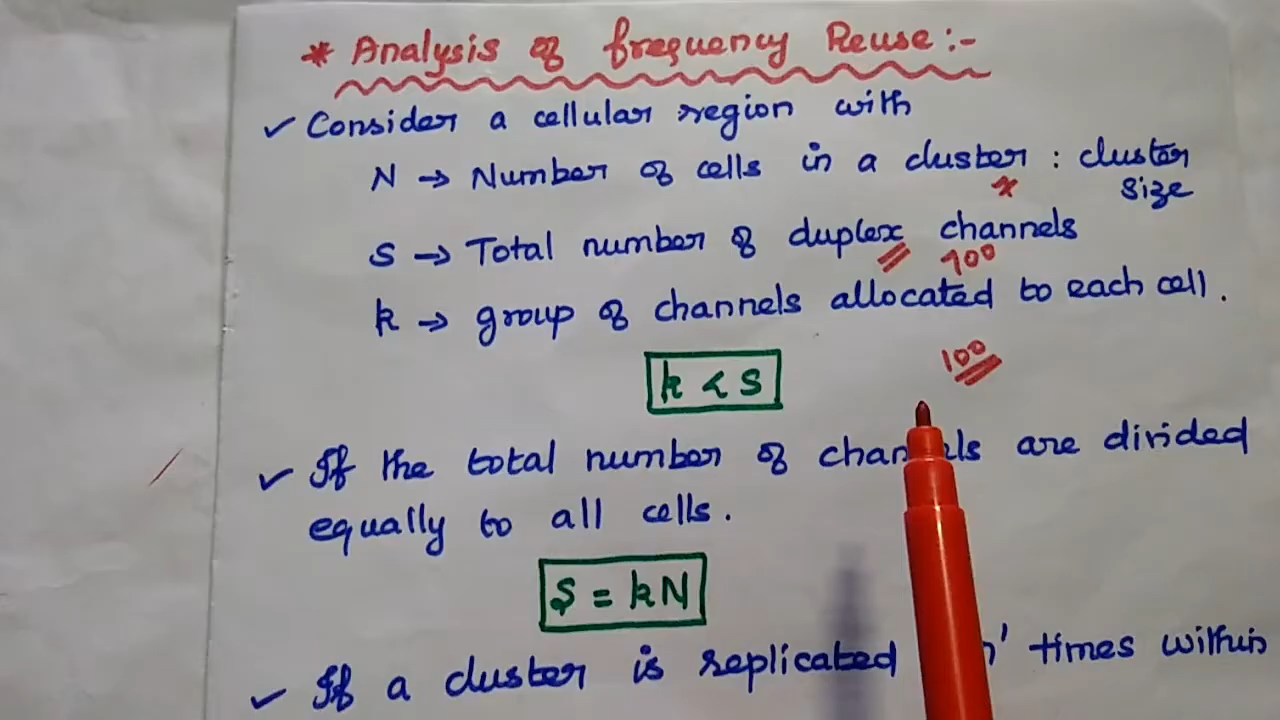 * Analysis of frequency Reuse:-
✓ Consider a cellular region with
N → Number of cells in a cluster : cluster size
*
S → Total number of duplex channels
700
k → group of channels allocated to each cell.
100
k < S
✓ If the total number of channels are divided
equally to all cells.
S = kN
✓ If a cluster is replicated times within